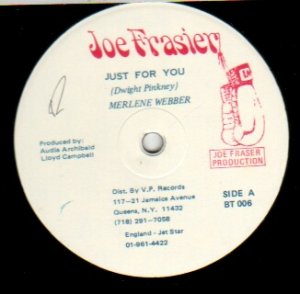 Joe Frasier
JUST FOR YOU
(Dwight Pinkney)
MERLENE WEBBER
Produced by:
Audia Archibald
Lloyd Campbell
JOE FRASER
PRODUCTION
Dist. By V.P. Records
117-21 Jamaica Avenue
Queens, N.Y. 11432
(718) 291-7058
England - Jet Star
01-961-4422
SIDE A
BT 006